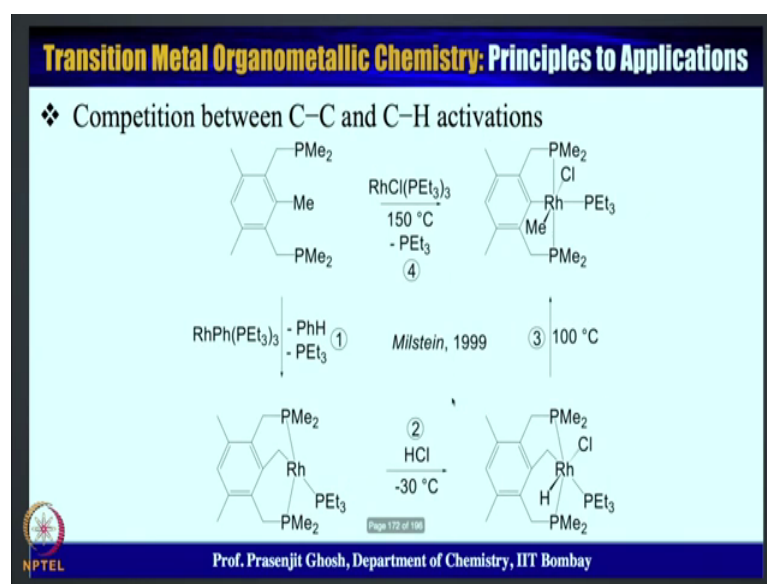 Transition Metal Organometallic Chemistry: Principles to Applications
❖ Competition between C−C and C−H activations
PMe₂
Me
PMe₂
RhCl(PEt₃)₃
150 °C
- PEt₃
④
PMe₂
Cl
Rh
PEt₃
Me
PMe₂
RhPh(PEt₃)₃
- PhH
- PEt₃
①
Milstein, 1999
③ 100 °C
PMe₂
Rh
PEt₃
PMe₂
②
HCl
-30 °C
PMe₂
Cl
Rh
H
PEt₃
PMe₂
Page 172 of 196
NPTEL
Prof. Prasenjit Ghosh, Department of Chemistry, IIT Bombay